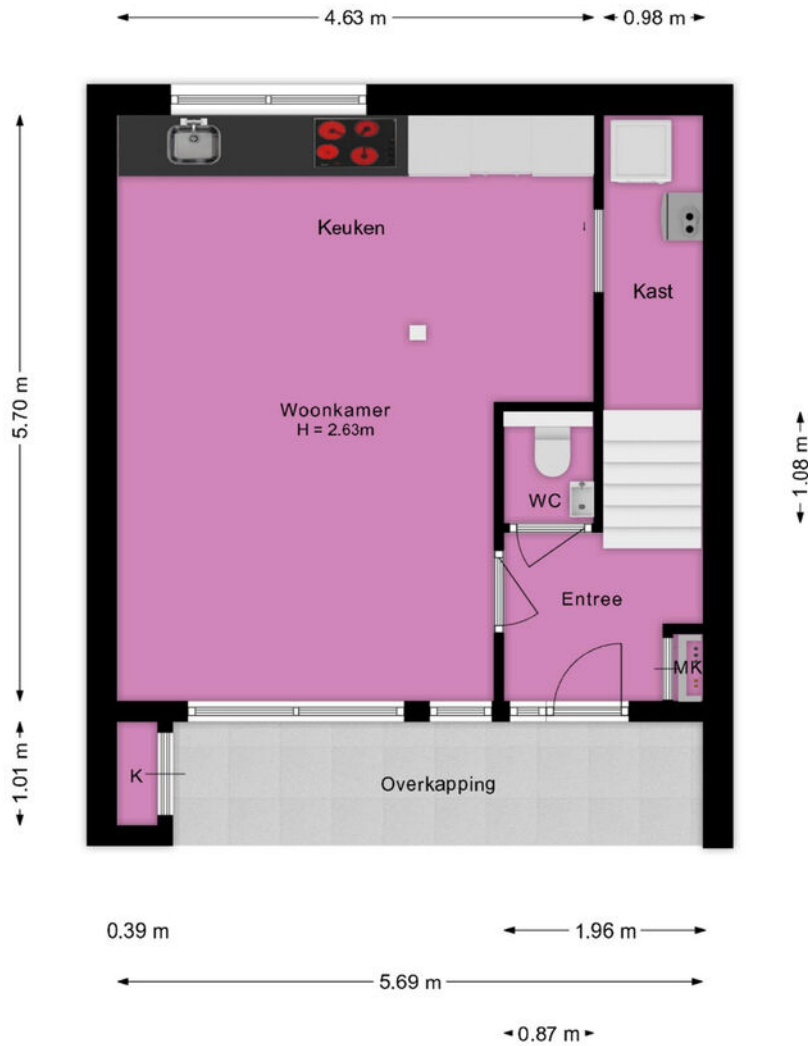 4.63 m
0.98 m
Keuken
Kast
5.70 m
Woonkamer
H = 2.63m
1.08 m
WC
Entree
MK
1.01 m
K
Overkapping
0.39 m
1.96 m
5.69 m
0.87 m